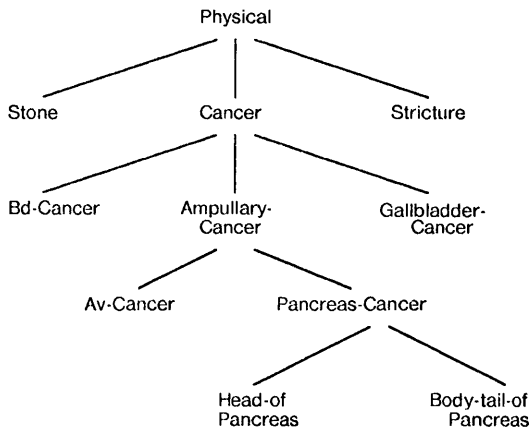 Physical
Stone Cancer Stricture
Bd-Cancer Ampullary- Gallbladder-
Cancer Cancer
Av-Cancer Pancreas-Cancer
Head-of Body-tail-of
Pancreas Pancreas